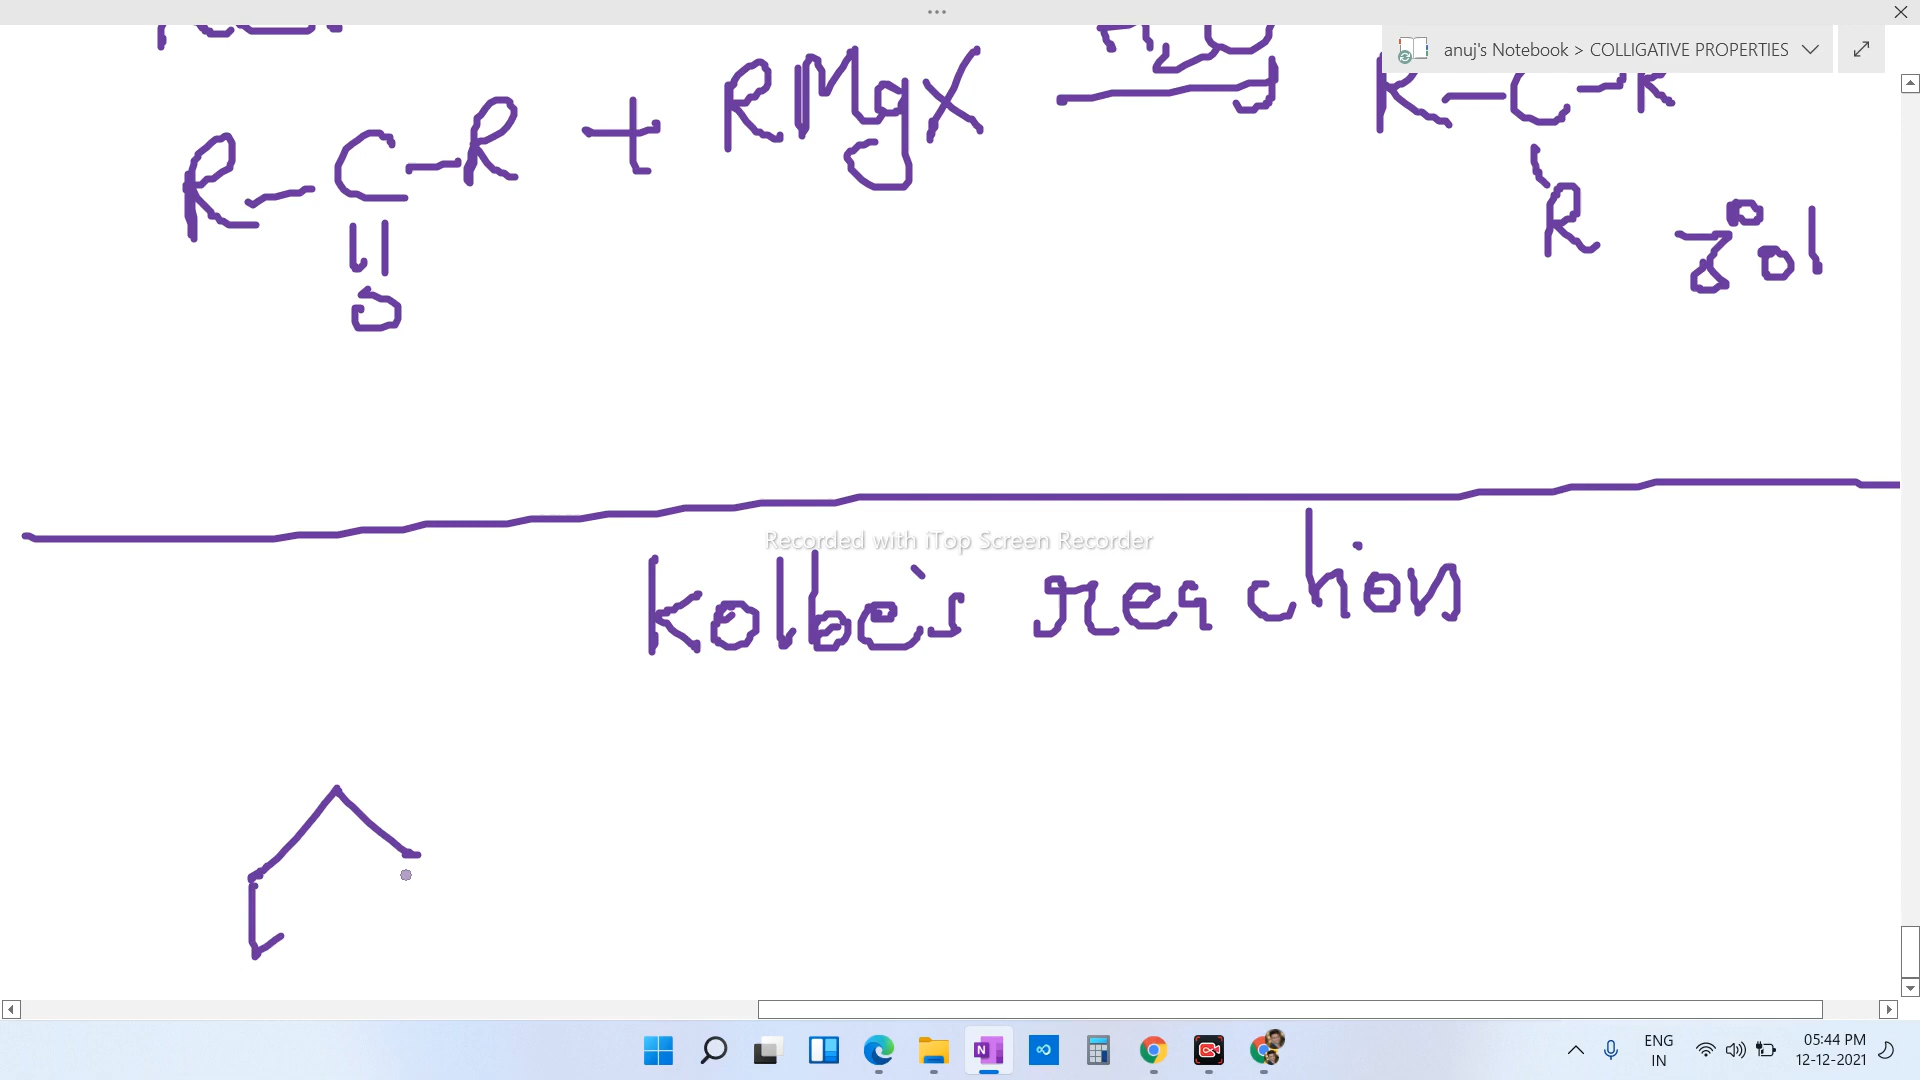 anuj's Notebook > COLLIGATIVE PROPERTIES
R-C-R + RMgX H2O R-C-R
O
R 3°ol
Recorded with iTop Screen Recorder
Kolbe's reaction
ENG
IN
05:44 PM
12-12-2021